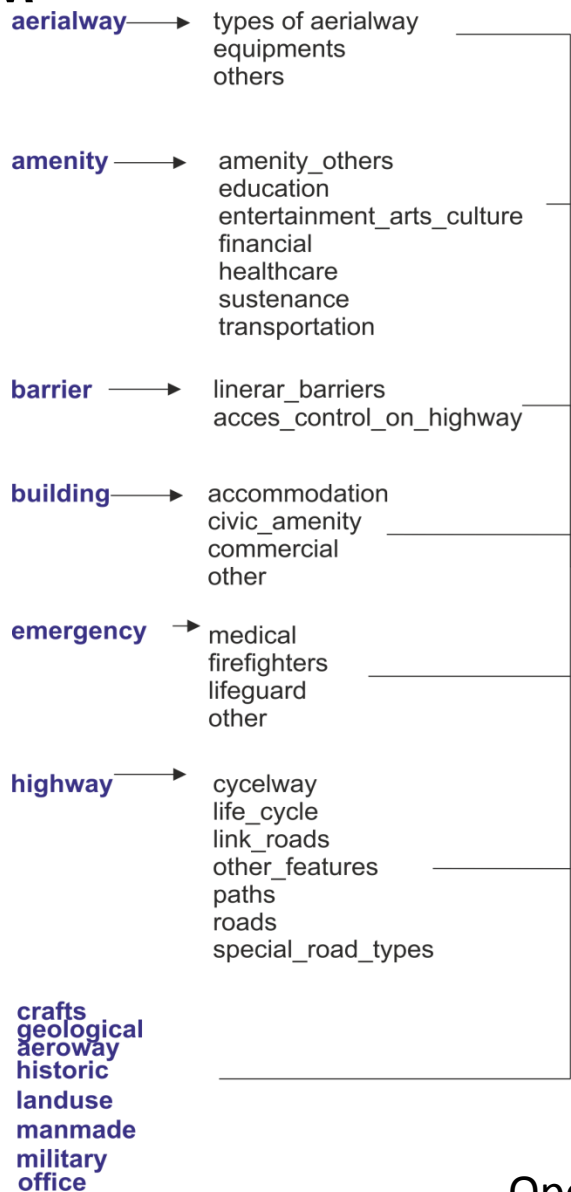 aerialway types of aerialway
equipments
others
amenity amenity_others
education
entertainment_arts_culture
financial
healthcare
sustenance
transportation
barrier linerar_barriers
acces_control_on_highway
building accommodation
civic_amenity
commercial
other
emergency medical
firefighters
lifeguard
other
highway cycelway
life_cycle
link_roads
other_features
paths
roads
special_road_types
crafts
geological
aeroway
historic
landuse
manmade
military
office